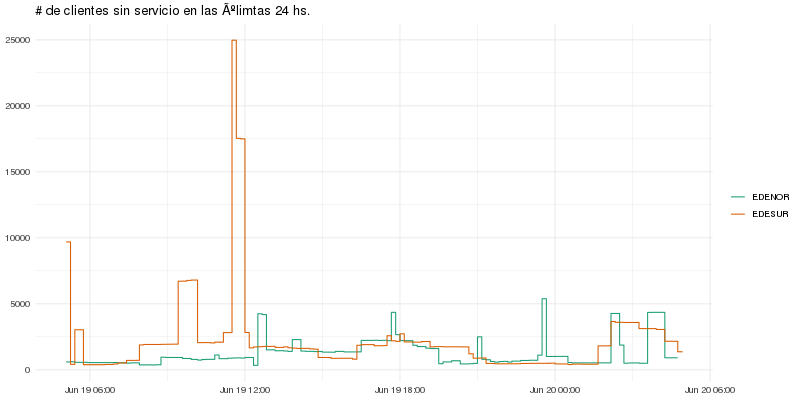 # de clientes sin servicio en las Ãºlimtas 24 hs.
25000
20000
15000
10000
5000
0
Jun 19 06:00 Jun 19 12:00 Jun 19 18:00 Jun 20 00:00 Jun 20 06:00
EDENOR
EDESUR